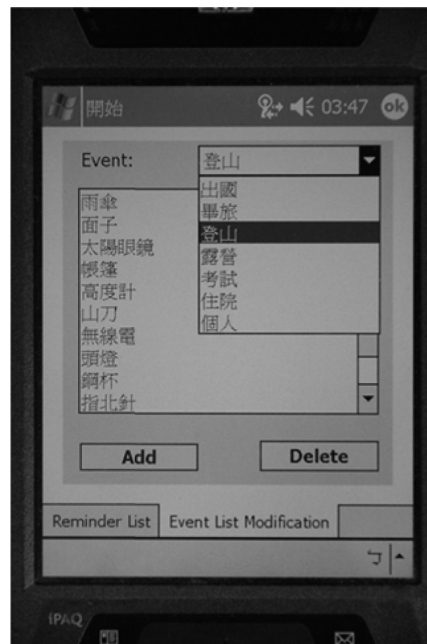 開始 03:47 ok
Event: 登山
出國
畢旅
登山
露營
考試
住院
個人
雨傘
面子
太陽眼鏡
帳篷
高度計
山刀
無線電
頭燈
鋼杯
指北針
Add Delete
Reminder List Event List Modification
ㄅ
iPAQ